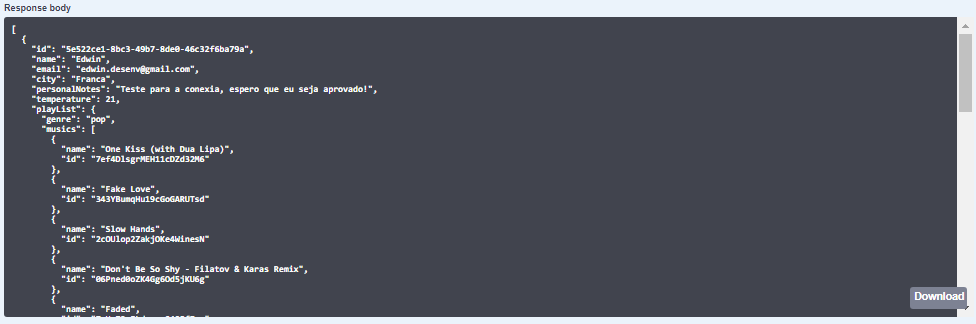 Response body
[
  {
    "id": "5e522ce1-8bc3-49b7-8de0-46c32f6ba79a",
    "name": "Edwin",
    "email": "edwin.desenv@gmail.com",
    "city": "Franca",
    "personalNotes": "Teste para a conexia, espero que eu seja aprovado!",
    "temperature": 21,
    "playList": {
      "genre": "pop",
      "musics": [
        {
          "name": "One Kiss (with Dua Lipa)",
          "id": "7ef4DlsgrMEH11cDZd32M6"
        },
        {
          "name": "Fake Love",
          "id": "343YBumqHu19cGoGARUTsd"
        },
        {
          "name": "Slow Hands",
          "id": "2cOUlop2ZakjOKe4WinesN"
        },
        {
          "name": "Don't Be So Shy - Filatov & Karas Remix",
          "id": "06Pned0oZK4Gg6Od5jKU6g"
        },
        {
          "name": "Faded",
Download